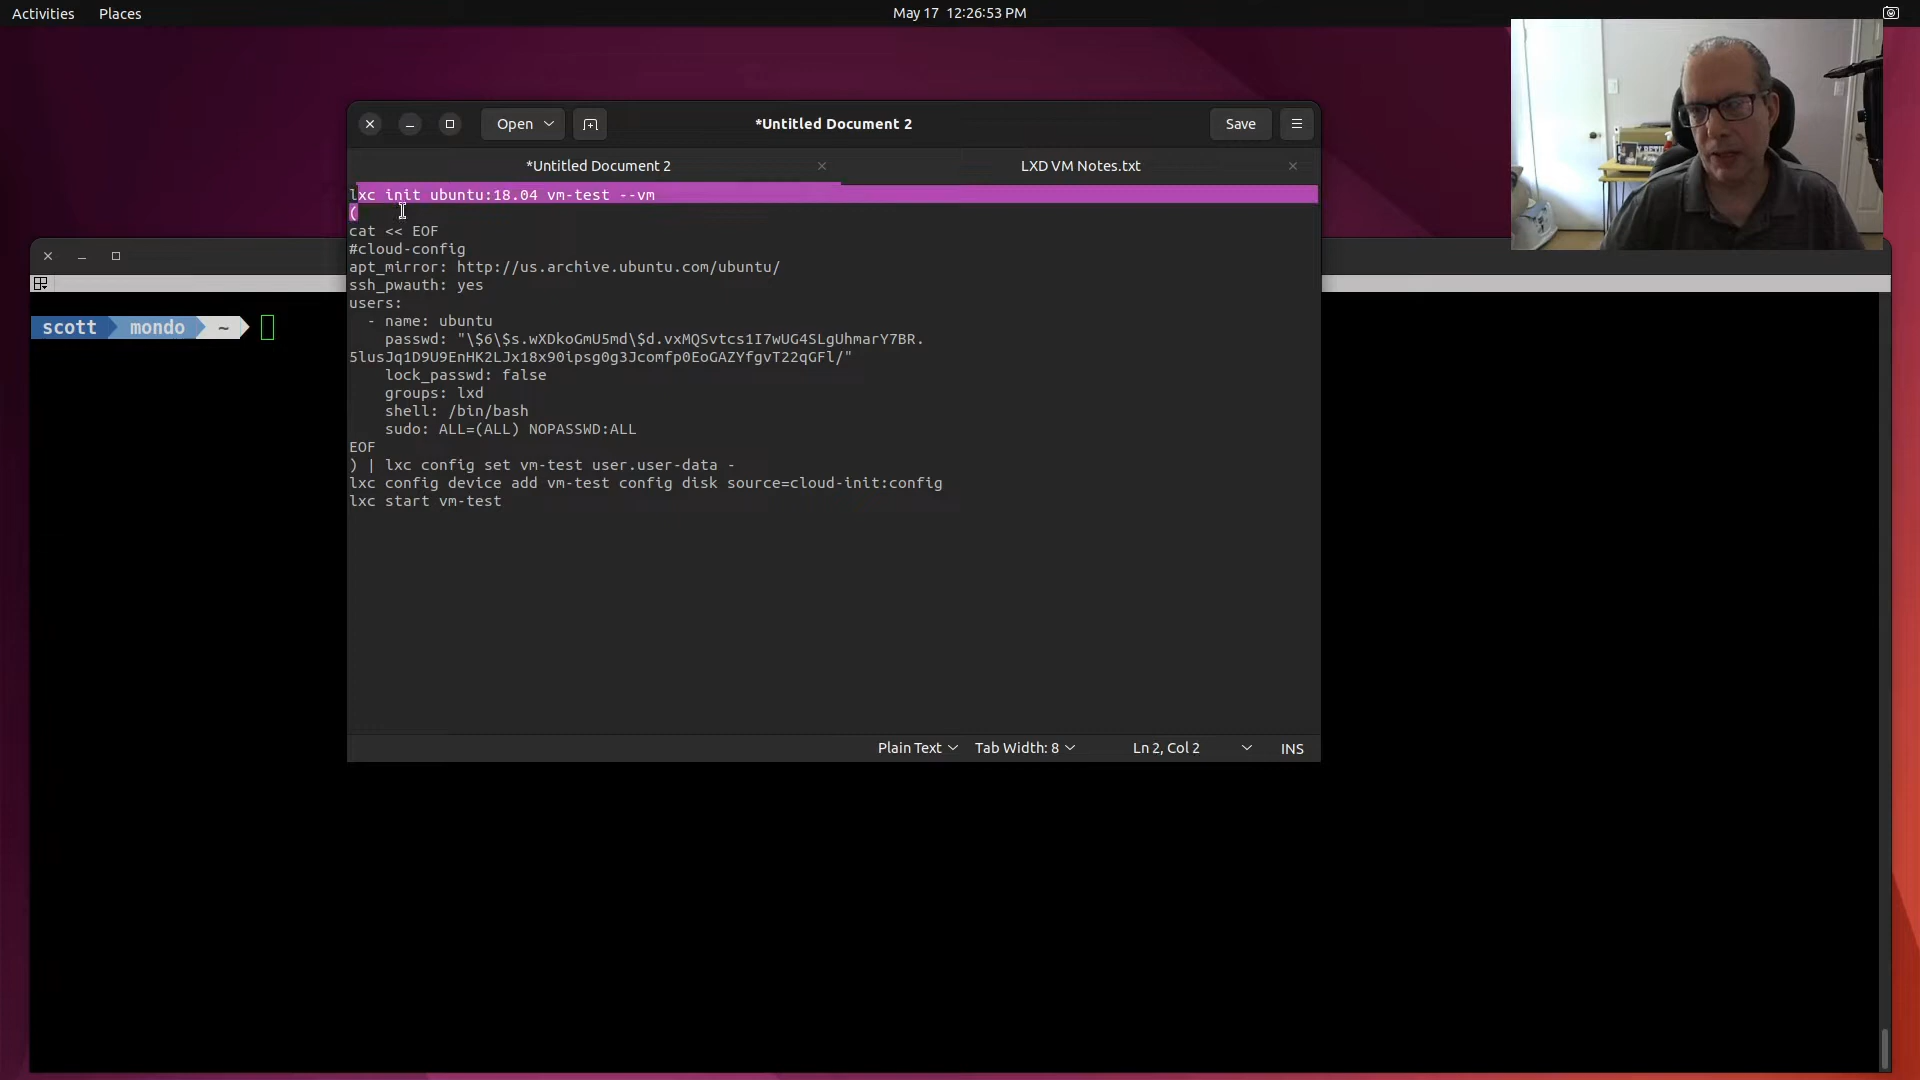 Activities Places May 17 12:26:53 PM
Open *Untitled Document 2 Save
*Untitled Document 2 LXD VM Notes.txt
lxc init ubuntu:18.04 vm-test --vm
(
cat << EOF
#cloud-config
apt_mirror: http://us.archive.ubuntu.com/ubuntu/
ssh_pwauth: yes
users:
  - name: ubuntu
    passwd: "\$6\$s.wXDkoGmU5md\$d.vxMQSvtcs1I7wUG4SLgUhmarY7BR.
5lusJq1D9U9EnHK2LJx18x90ipsg0g3Jcomfp0EoGAZYfgvT22qGFl/"
    lock_passwd: false
    groups: lxd
    shell: /bin/bash
    sudo: ALL=(ALL) NOPASSWD:ALL
EOF
) | lxc config set vm-test user.user-data -
lxc config device add vm-test config disk source=cloud-init:config
lxc start vm-test
scott mondo ~
Plain Text Tab Width: 8 Ln 2, Col 2 INS